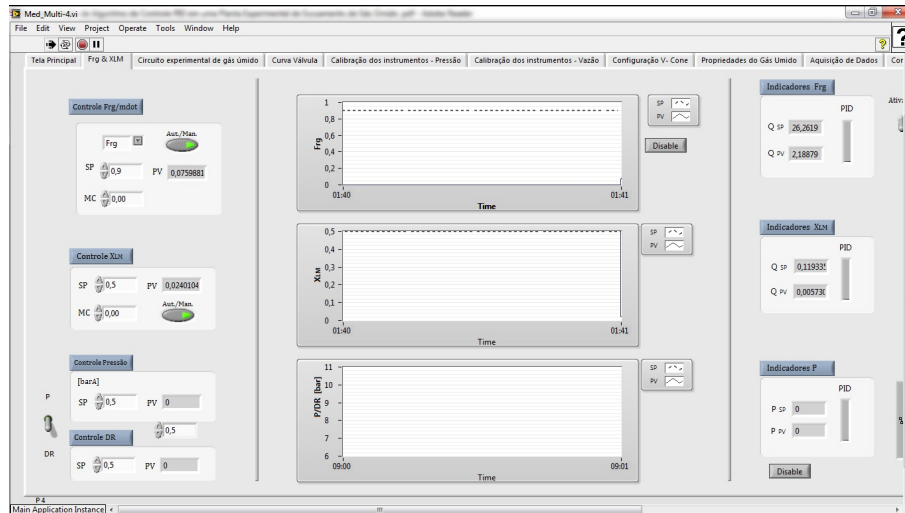 Med_Multi-4.vi
File Edit View Project Operate Tools Window Help
Tela Principal Frg & XLM Circuito experimental de gás úmido Curva Válvula Calibração dos instrumentos - Pressão Calibração dos instrumentos - Vazão Configuração V- Cone Propriedades do Gás Umido Aquisição de Dados Cor
Controle Frg/mdot
Frg
Aut./Man.
SP 0,9 PV 0,0759881
MC 0,00
Controle XLM
SP 0,5 PV 0,0240104
MC 0,00
Aut./Man.
Controle Pressão
[barA]
P
SP 0,5 PV 0
0,5
Controle DR
DR
SP 0,5 PV 0
Frg
1
0,8
0,6
0,4
0,2
0
01:40 01:41
Time
SP
PV
Disable
XLM
0,5
0,4
0,3
0,2
0,1
0
01:40 01:41
Time
SP
PV
P/DR [bar]
11
10
9
8
7
6
09:00 09:01
Time
SP
PV
Indicadores Frg
PID
Q SP 26,2619
Q PV 2,18879
Ativ
Indicadores XLM
PID
Q SP 0,11933
Q PV 0,00573
Indicadores P
PID
P SP 0
P PV 0
Disable
P 4
Main Application Instance